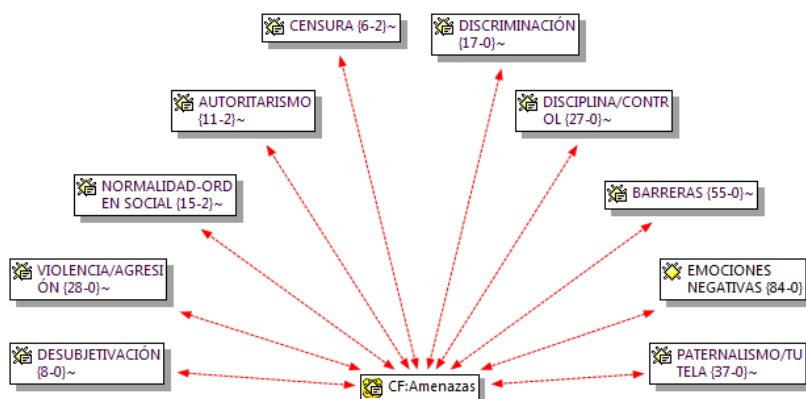 CENSURA {6-2}~
DISCRIMINACIÓN
{17-0}~
AUTORITARISMO
{11-2}~
DISCIPLINA/CONTR
OL {27-0}~
NORMALIDAD-ORD
EN SOCIAL {15-2}~
BARRERAS {55-0}~
VIOLENCIA/AGRESI
ÓN {28-0}~
EMOCIONES
NEGATIVAS {84-0}
DESUBJETIVACIÓN
{8-0}~
PATERNALISMO/TU
TELA {37-0}~
CF:Amenazas